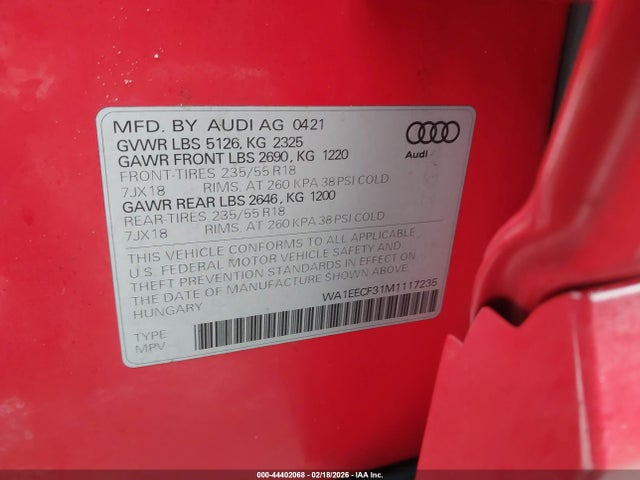 MFD. BY AUDI AG 0421
GVWR LBS 5126, KG 2325
GAWR FRONT LBS 2690, KG 1220
FRONT-TIRES 235/55 R18
7JX18 RIMS, AT 260 KPA 38 PSI COLD
GAWR REAR LBS 2646, KG 1200
REAR-TIRES 235/55 R18
7JX18 RIMS, AT 260 KPA 38 PSI COLD
THIS VEHICLE CONFORMS TO ALL APPLICABLE
U.S. FEDERAL MOTOR VEHICLE SAFETY AND
THEFT PREVENTION STANDARDS IN EFFECT ON
THE DATE OF MANUFACTURE SHOWN ABOVE.
HUNGARY
WA1EECF31M1117235
TYPE
MPV
Audi
000-44402068 - 02/18/2026 - IAA Inc.